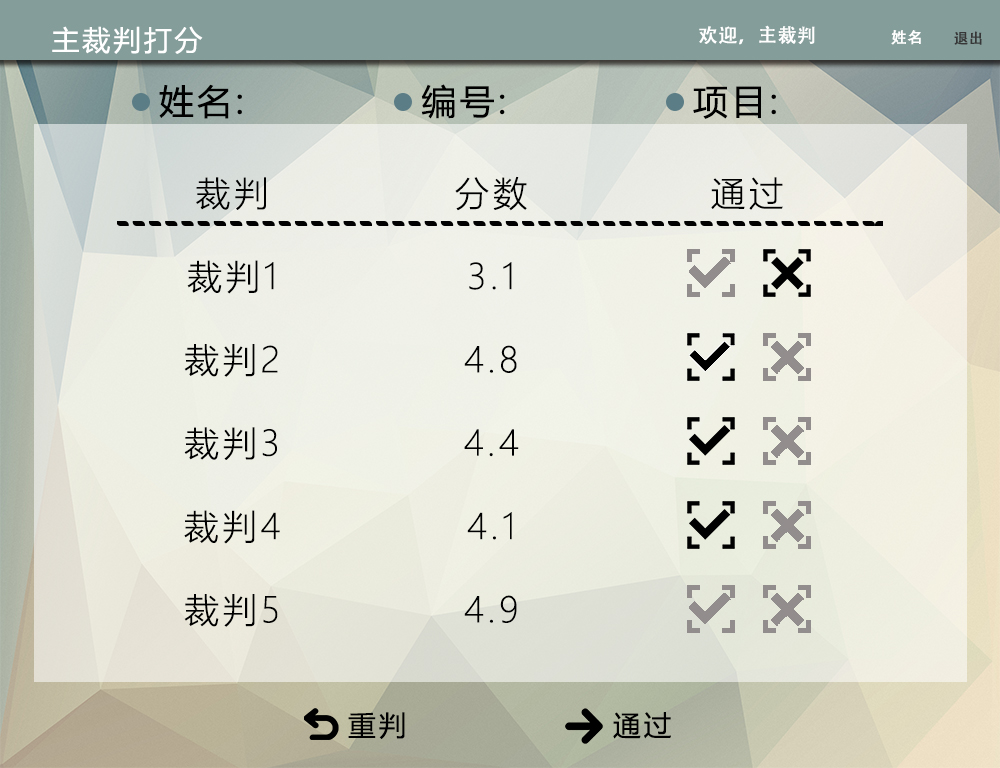 主裁判打分 欢迎，主裁判 姓名 退出
姓名: 编号: 项目:
裁判 分数 通过
裁判1 3.1
裁判2 4.8
裁判3 4.4
裁判4 4.1
裁判5 4.9
重判 通过